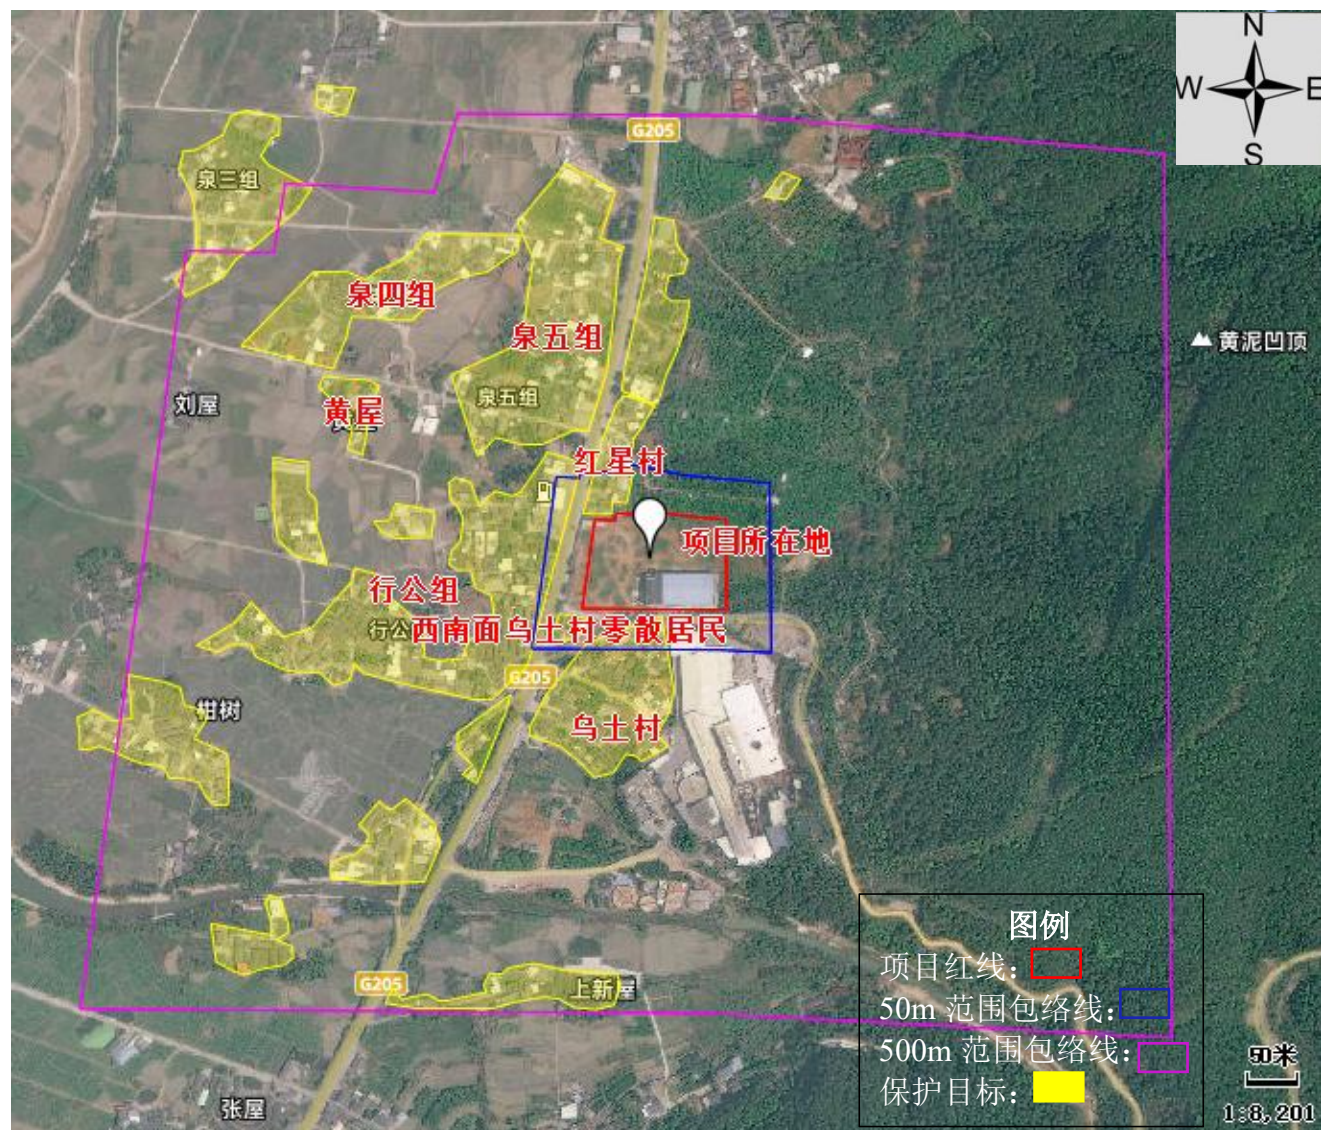 N
W
E
S
G205
泉三组
泉四组
泉五组
泉五组
黄泥凹顶
刘屋
黄屋
红星村
项目所在地
行公组
行公
西南面乌土村零散居民
G205
柑树
乌土村
图例
项目红线：
50m 范围包络线：
500m 范围包络线：
保护目标：
G205
上新屋
50米
1:8,201
张屋